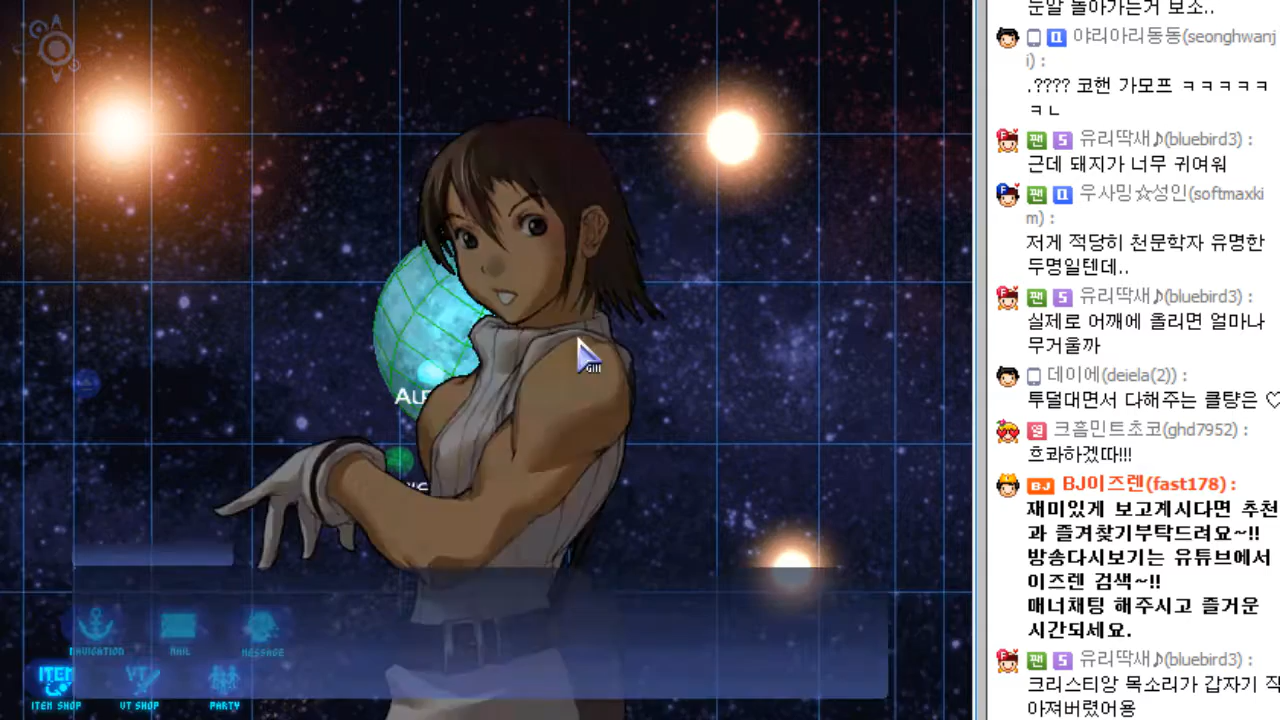 Gill
NAVIGATION
MAIL
MESSAGE
ITEM
VT
ITEM SHOP
VT SHOP
PARTY
눈알 돌아가는거 보소..
야리아리동동(seonghwanj
i) :
.???? 코핸 가모프 ㅋㅋㅋㅋㅋ
ㅋㄴ
팬 S 유리딱새♪(bluebird3) :
근데 돼지가 너무 귀여워
팬 우사밍☆성인(softmaxki
m) :
저게 적당히 천문학자 유명한
두명일텐데..
팬 S 유리딱새♪(bluebird3) :
실제로 어깨에 올리면 얼마나
무거울까
데이에(deiela(2)) :
투덜대면서 다해주는 클량은 ♡
열 크흠민트초코(ghd7952) :
흐콰하겠따!!!
BJ BJ이즈렌(fast178) :
재미있게 보고계시다면 추천
과 즐겨찾기부탁드려요~!!
방송다시보기는 유튜브에서
이즈렌 검색~!!
매너채팅 해주시고 즐거운
시간되세요.
팬 S 유리딱새♪(bluebird3) :
크리스티앙 목소리가 갑자기 작
아져버렸어용